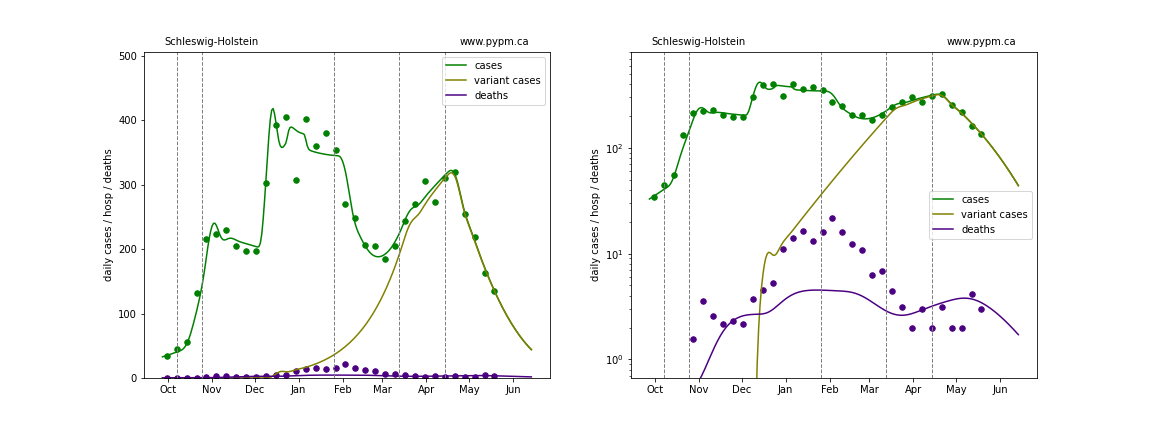 Schleswig-Holstein www.pypm.ca
daily cases / hosp / deaths
500
400
300
200
100
0
cases
variant cases
deaths
Oct Nov Dec Jan Feb Mar Apr May Jun
Schleswig-Holstein www.pypm.ca
daily cases / hosp / deaths
10²
10¹
10⁰
cases
variant cases
deaths
Oct Nov Dec Jan Feb Mar Apr May Jun